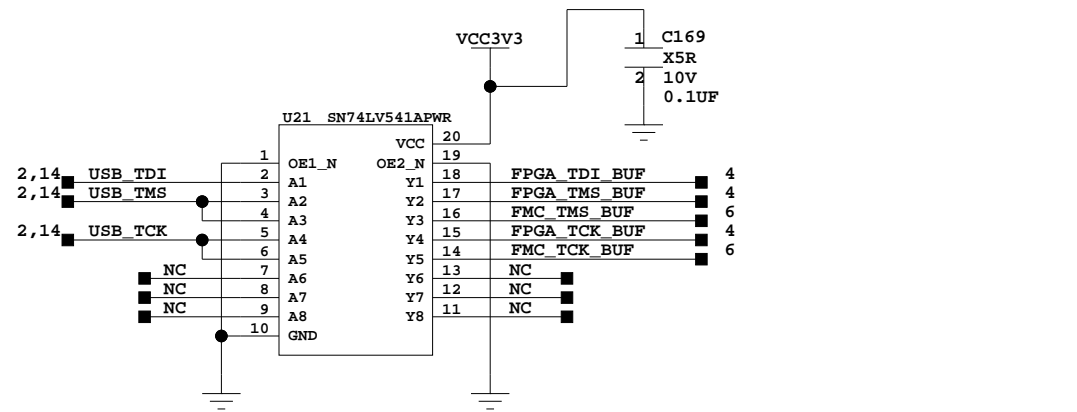 VCC3V3
1 C169
X5R
2 10V
0.1UF
U21 SN74LV541APWR
VCC 20
1 OE1_N OE2_N 19
2,14 USB_TDI 2 A1 Y1 18 FPGA_TDI_BUF 4
2,14 USB_TMS 3 A2 Y2 17 FPGA_TMS_BUF 4
4 A3 Y3 16 FMC_TMS_BUF 6
2,14 USB_TCK 5 A4 Y4 15 FPGA_TCK_BUF 4
6 A5 Y5 14 FMC_TCK_BUF 6
NC 7 A6 Y6 13 NC
NC 8 A7 Y7 12 NC
NC 9 A8 Y8 11 NC
10 GND